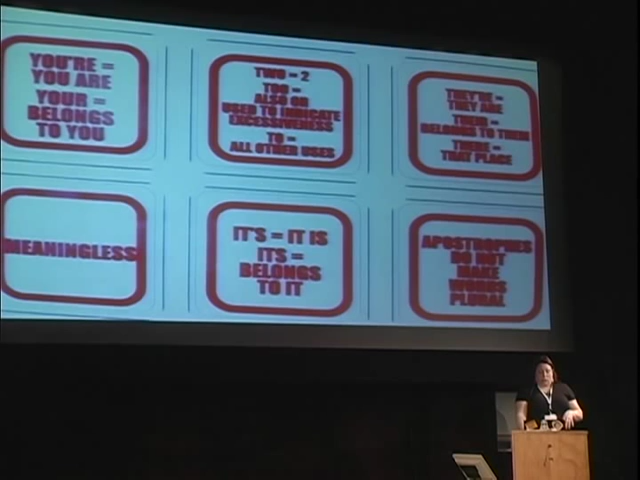 YOU'RE =
YOU ARE
YOUR =
BELONGS
TO YOU
TWO = 2
TOO =
ALSO OR
USED TO INDICATE
EXCESSIVENESS
TO =
ALL OTHER USES
THEY'RE =
THEY ARE
THEIR =
BELONGS TO THEM
THERE =
THAT PLACE
MEANINGLESS
IT'S = IT IS
ITS =
BELONGS
TO IT
APOSTROPHES
DO NOT
MAKE
WORDS
PLURAL